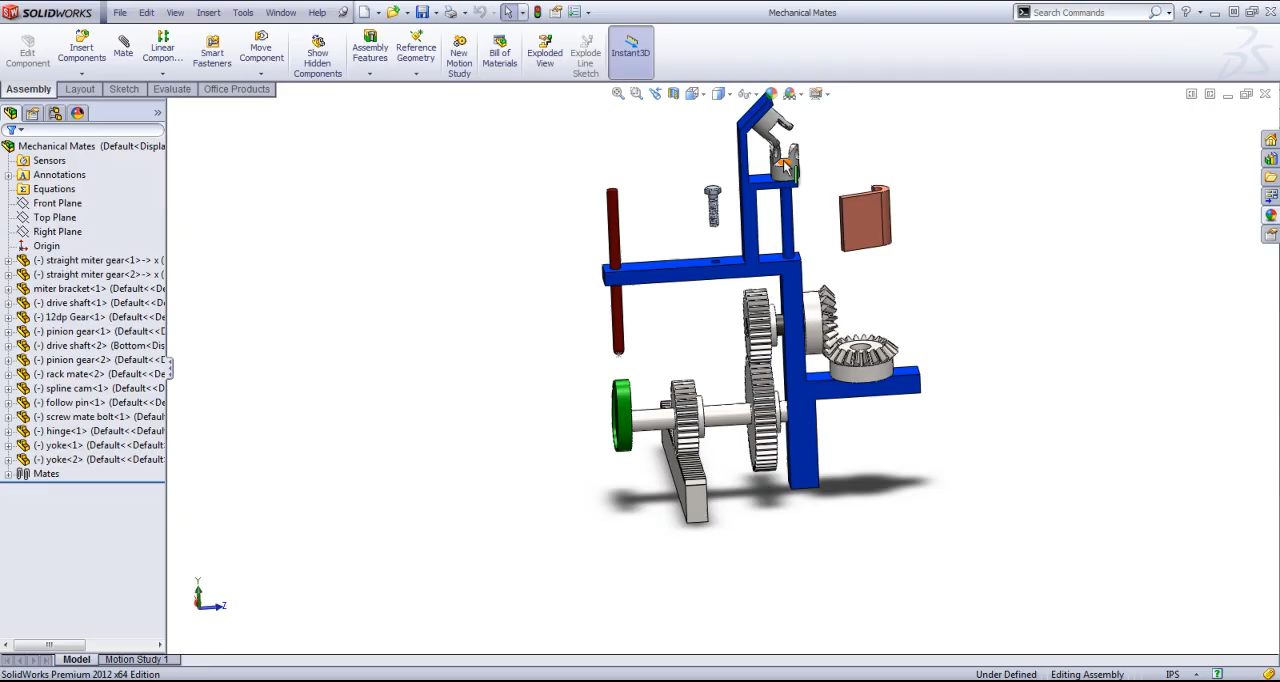 SOLIDWORKS File Edit View Insert Tools Window Help Mechanical Mates Search Commands
Edit Component
Insert Components
Mate
Linear Compon...
Smart Fasteners
Move Component
Show Hidden Components
Assembly Features
Reference Geometry
New Motion Study
Bill of Materials
Exploded View
Explode Line Sketch
Instant3D
Assembly Layout Sketch Evaluate Office Products
Mechanical Mates (Default<Displa
Sensors
Annotations
Equations
Front Plane
Top Plane
Right Plane
Origin
(-) straight miter gear<1>-> x (
(-) straight miter gear<2>-> x (
miter bracket<1> (Default<<De
(-) drive shaft<1> (Default<<De
(-) 12dp Gear<1> (Default<<De
(-) pinion gear<1> (Default<<D
(-) drive shaft<2> (Bottom<Disp
(-) pinion gear<2> (Default<<D
(-) rack mate<2> (Default<<De
(-) spline cam<1> (Default<<De
(-) follow pin<1> (Default<<De
(-) screw mate bolt<1> (Default
(-) hinge<1> (Default<<Default
(-) yoke<1> (Default<<Default
(-) yoke<2> (Default<<Default
Mates
Y
Z
Model Motion Study 1
SolidWorks Premium 2012 x64 Edition Under Defined Editing Assembly IPS